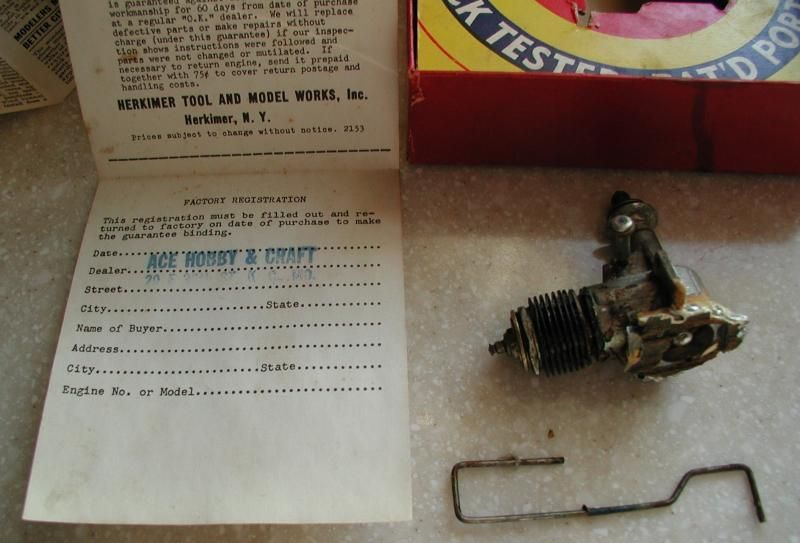 is guaranteed against
workmanship for 60 days from date of purchase
at a regular "O.K." dealer. We will replace
defective parts or make repairs without
charge (under this guarantee) if our inspec-
tion shows instructions were followed and
parts were not changed or mutilated. If
necessary to return engine, send it prepaid
together with 75¢ to cover return postage and
handling costs.
HERKIMER TOOL AND MODEL WORKS, Inc.
Herkimer, N. Y.
Prices subject to change without notice. 2153
FACTORY REGISTRATION
This registration must be filled out and re-
turned to factory on date of purchase to make
the guarantee binding.
Date
ACE HOBBY & CRAFT
Dealer
Street
City State
Name of Buyer
Address
City State
Engine No. or Model
MODELERS
BETTER
CK TESTED PAT'D PORT